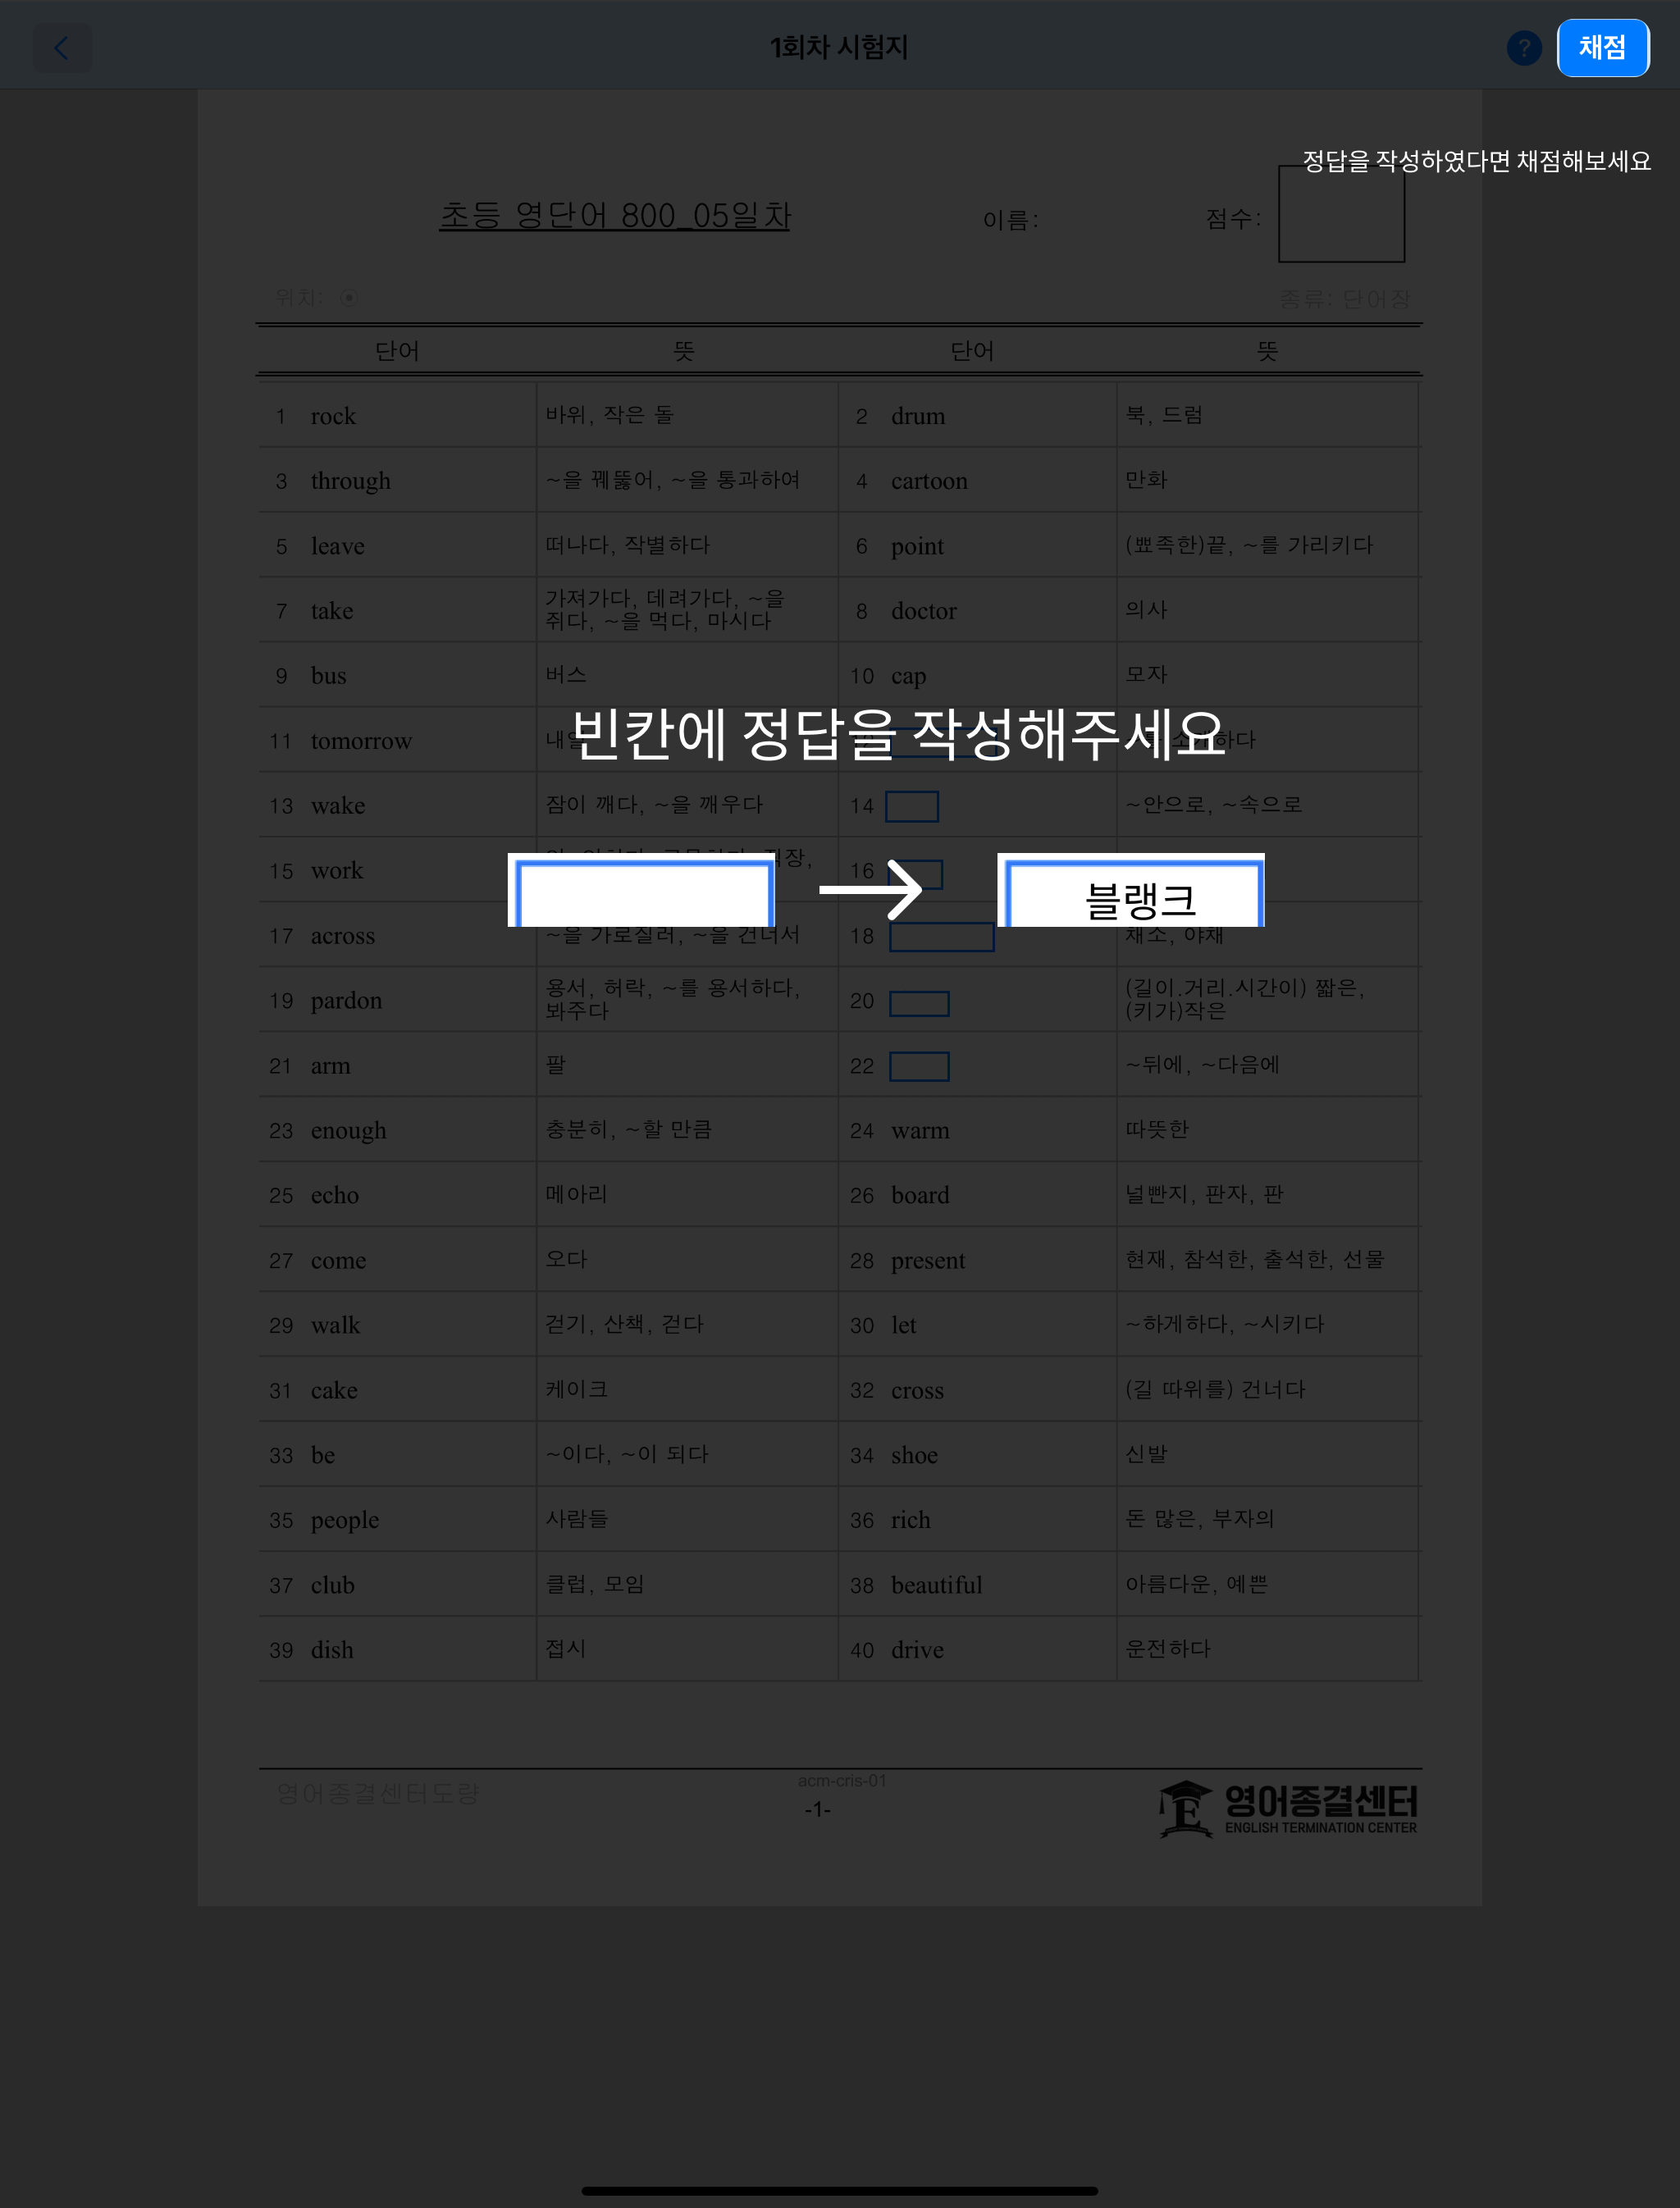 1회차 시험지
?
채점
정답을 작성하였다면 채점해보세요
초등 영단어 800_05일차
이름:
점수:
위치:
종류: 단어장
단어 뜻 단어 뜻
1 rock 바위, 작은 돌 2 drum 북, 드럼
3 through ~을 꿰뚫어, ~을 통과하여 4 cartoon 만화
5 leave 떠나다, 작별하다 6 point (뾰족한)끝, ~를 가리키다
7 take 가져가다, 데려가다, ~을
쥐다, ~을 먹다, 마시다 8 doctor 의사
9 bus 버스 10 cap 모자
빈칸에 정답을 작성해주세요
11 tomorrow
13 wake 잠이 깨다, ~을 깨우다 14 ~안으로, ~속으로
15 work 16
블랭크
17 across ~을 가로질러, ~을 건너서 18 채소, 야채
19 pardon 용서, 허락, ~를 용서하다,
봐주다 20 (길이.거리.시간이) 짧은,
(키가)작은
21 arm 팔 22 ~뒤에, ~다음에
23 enough 충분히, ~할 만큼 24 warm 따뜻한
25 echo 메아리 26 board 널빤지, 판자, 판
27 come 오다 28 present 현재, 참석한, 출석한, 선물
29 walk 걷기, 산책, 걷다 30 let ~하게하다, ~시키다
31 cake 케이크 32 cross (길 따위를) 건너다
33 be ~이다, ~이 되다 34 shoe 신발
35 people 사람들 36 rich 돈 많은, 부자의
37 club 클럽, 모임 38 beautiful 아름다운, 예쁜
39 dish 접시 40 drive 운전하다
영어종결센터도량
acm-cris-01
-1-
E
영어종결센터
ENGLISH TERMINATION CENTER